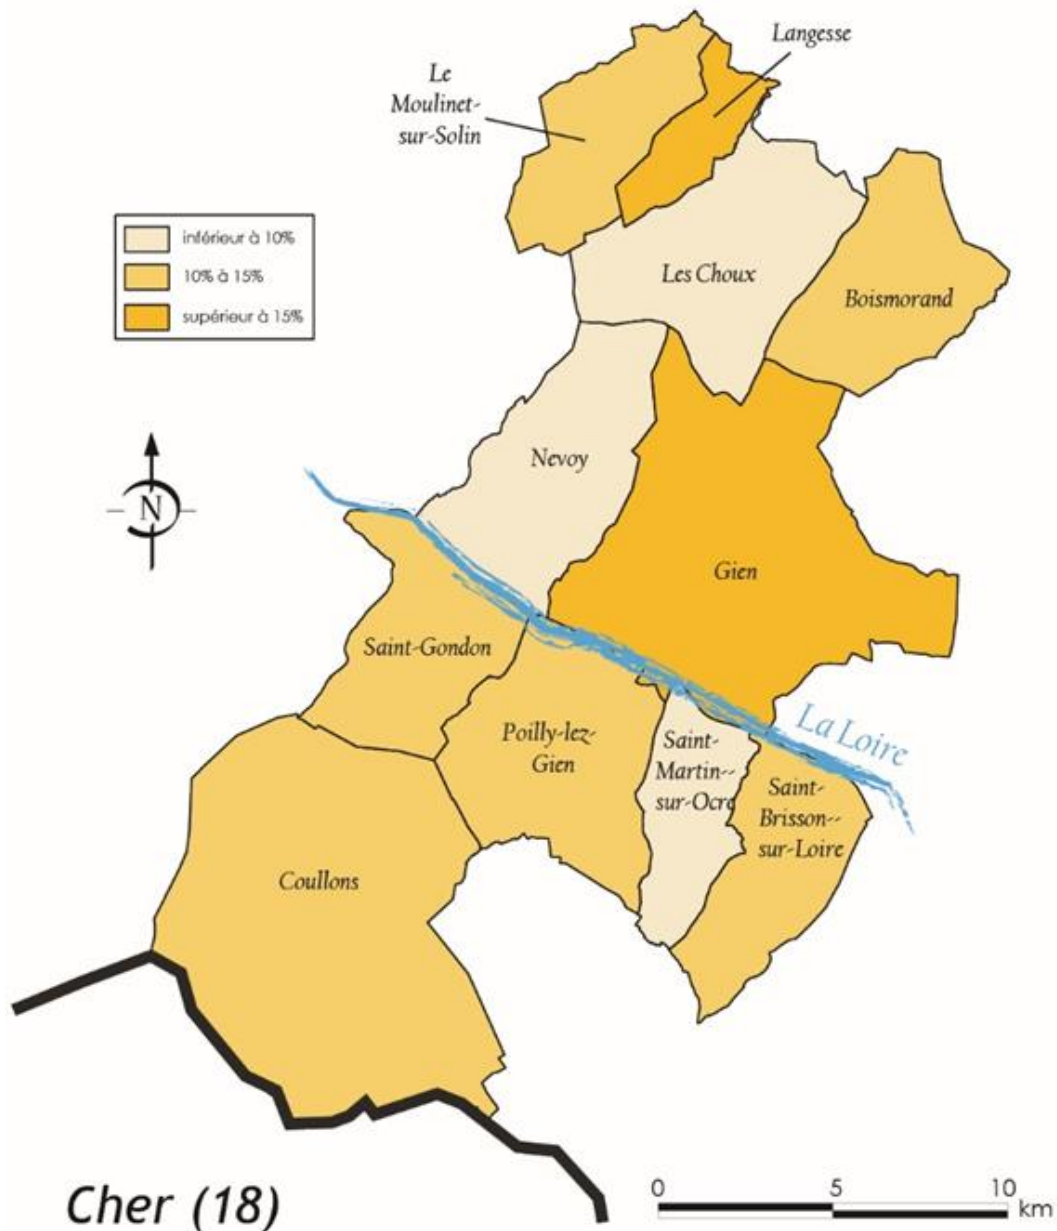 Langesse
Le
Moulinet-
sur-Solin
inférieur à 10%
10% à 15%
supérieur à 15%
Les Choux
Boismorand
Nevoy
N
Gien
Saint-Gondon
La Loire
Poilly-lez-
Gien
Saint-
Martin--
sur-Ocre
Saint-
Brisson--
sur-Loire
Coullons
Cher (18)
0 5 10
km